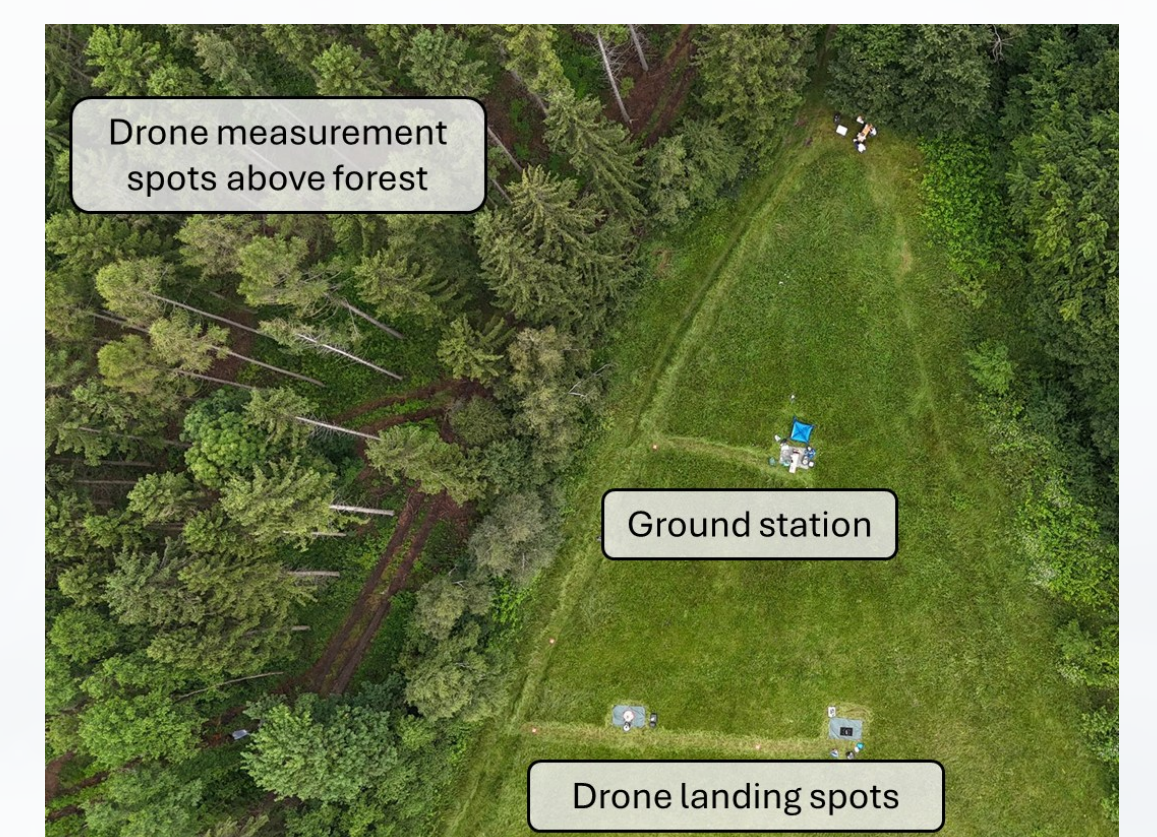 Drone measurement
spots above forest
Ground station
Drone landing spots